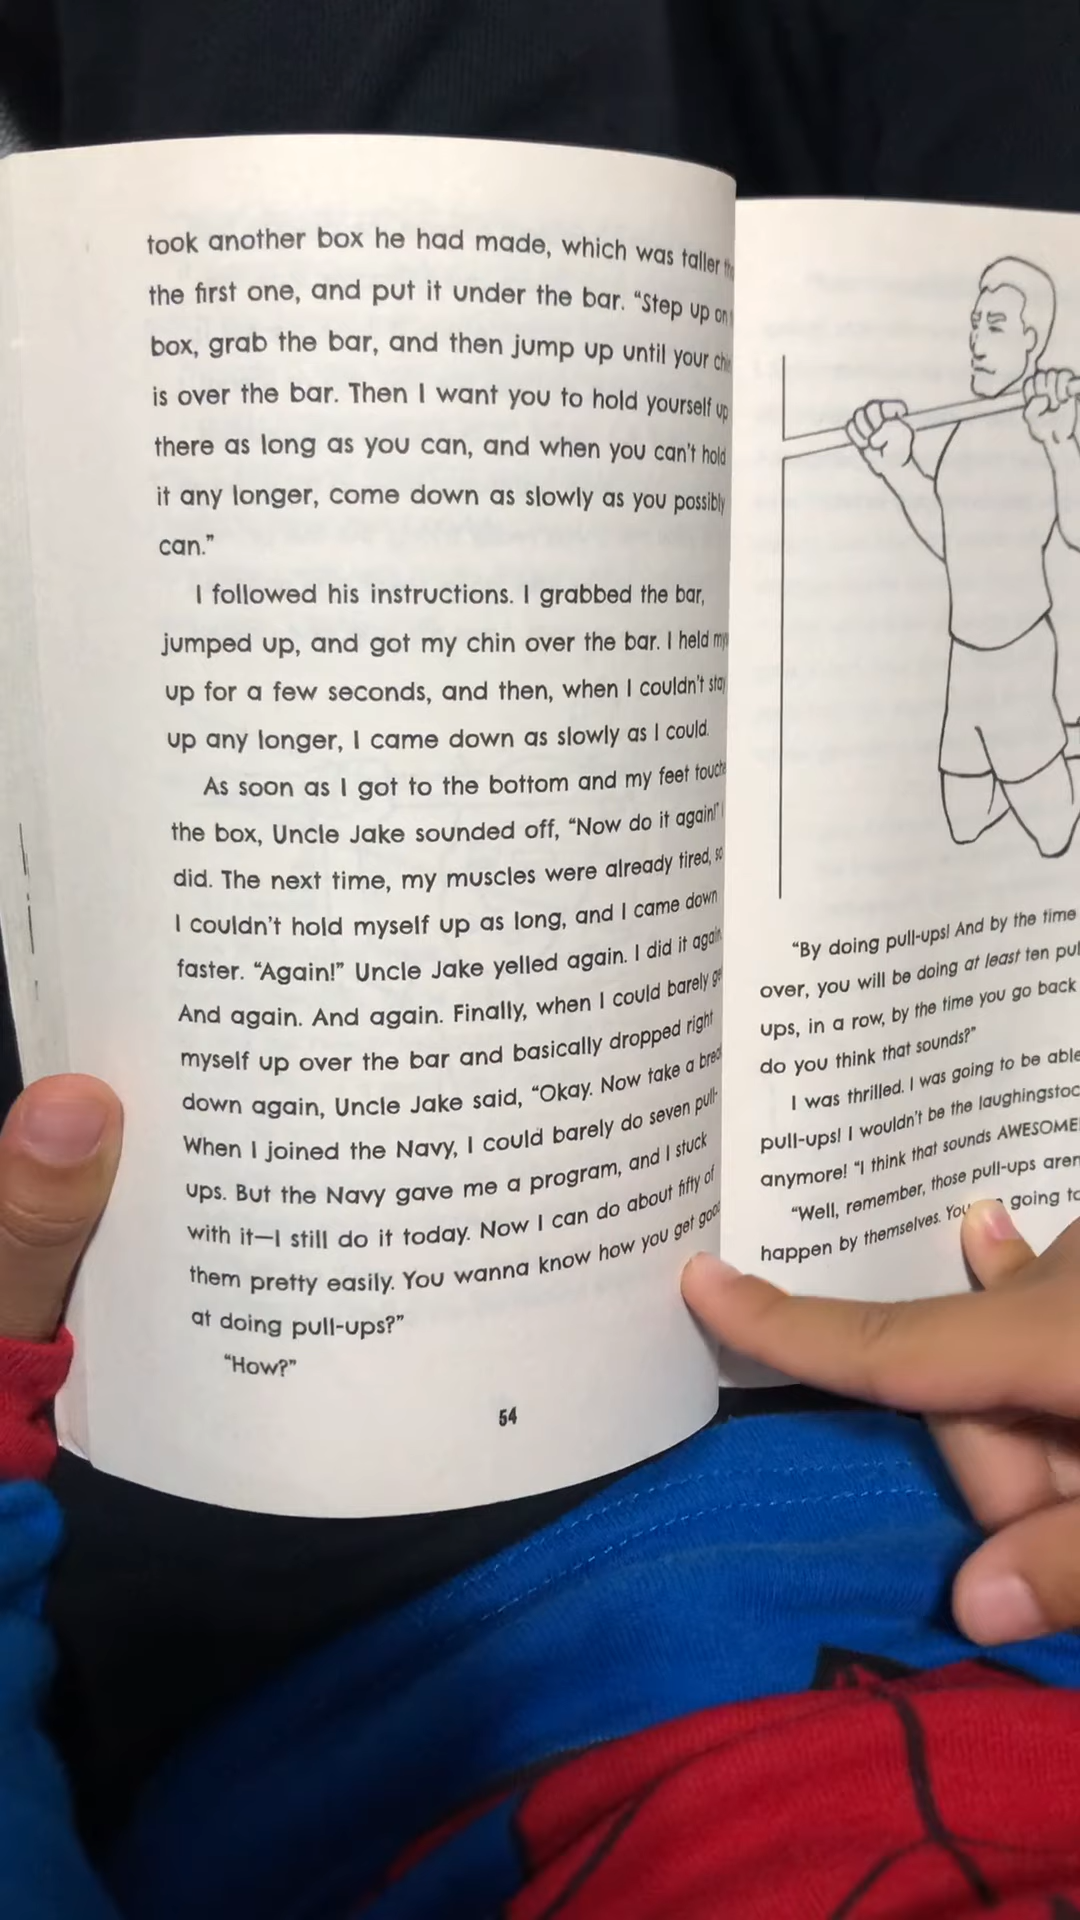 took another box he had made, which was taller
the first one, and put it under the bar. “Step up on
box, grab the bar, and then jump up until your
is over the bar. Then I want you to hold yourself up
there as long as you can, and when you can’t hold
it any longer, come down as slowly as you possibly
can.”
I followed his instructions. I grabbed the bar,
jumped up, and got my chin over the bar. I held
up for a few seconds, and then, when I couldn’t stay
up any longer, I came down as slowly as I could.
As soon as I got to the bottom and my feet
the box, Uncle Jake sounded off, “Now do it again!” I
did. The next time, my muscles were already tired, so
I couldn’t hold myself up as long, and I came down
faster. “Again!” Uncle Jake yelled again. I did it again.
And again. And again. Finally, when I could barely
myself up over the bar and basically dropped right
down again, Uncle Jake said, “Okay. Now take a
When I joined the Navy, I could barely do seven pull-
ups. But the Navy gave me a program, and I stuck
with it—I still do it today. Now I can do about fifty of
them pretty easily. You wanna know how you get good
at doing pull-ups?”
“How?”
54
“By doing pull-ups! And by the time
over, you will be doing at least ten
ups, in a row, by the time you go back
do you think that sounds?”
I was thrilled. I was going to be able
pull-ups! I wouldn’t be the
anymore! “I think that sounds AWESOME
“Well, remember, those pull-ups
happen by themselves. going